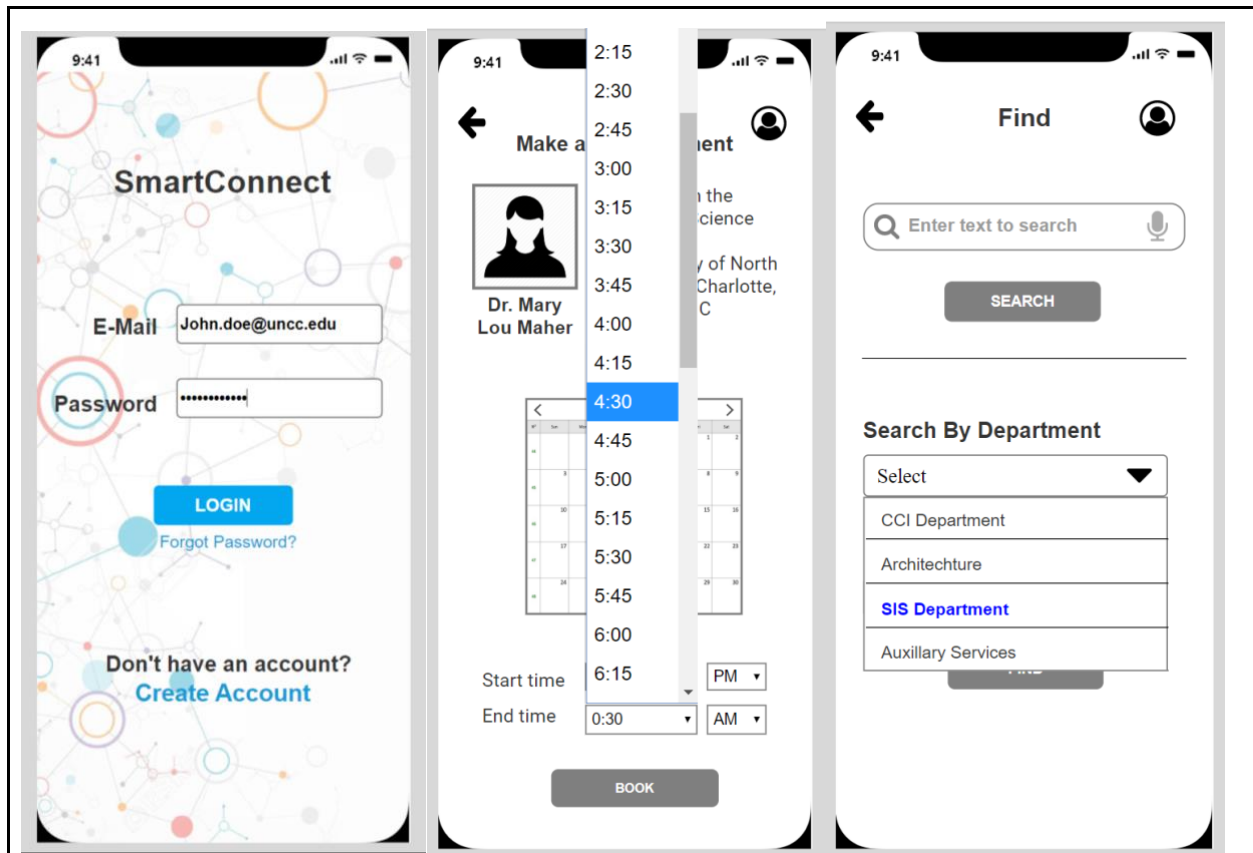 9:41
SmartConnect
E-Mail
John.doe@uncc.edu
Password
LOGIN
Forgot Password?
Don't have an account?
Create Account
9:41
Make a
ent
the
cience
of North
Charlotte,
C
Dr. Mary
Lou Maher
2:15
2:30
2:45
3:00
3:15
3:30
3:45
4:00
4:15
4:30
4:45
5:00
5:15
5:30
5:45
6:00
6:15
Start time
PM
End time
0:30
AM
BOOK
9:41
Find
Enter text to search
SEARCH
Search By Department
Select
CCI Department
Architechture
SIS Department
Auxillary Services